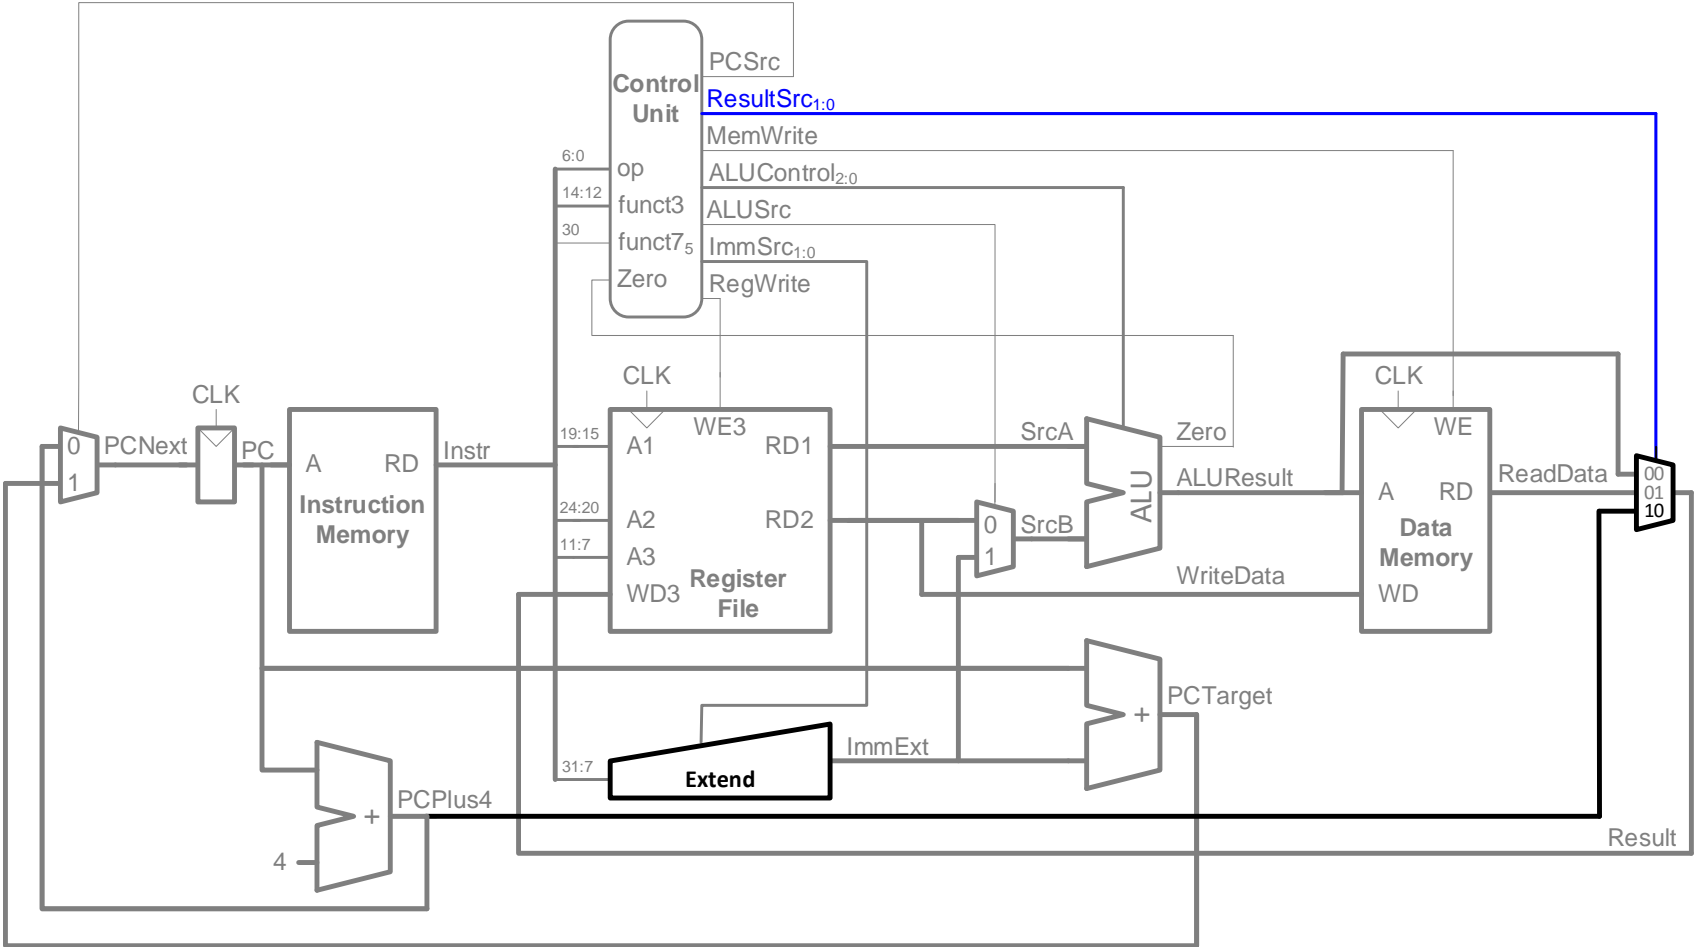 PCSrc
Control
Unit
ResultSrc1:0
MemWrite
6:0
op
ALUControl2:0
14:12
funct3
ALUSrc
30
funct75
ImmSrc1:0
Zero
RegWrite
CLK
CLK
CLK
0
1
PCNext
PC
A
RD
Instruction
Memory
Instr
19:15
A1
WE3
RD1
24:20
A2
RD2
11:7
A3
WD3
Register
File
SrcA
0
1
SrcB
ALU
Zero
ALUResult
WriteData
WE
A
RD
Data
Memory
WD
ReadData
00
01
10
+
PCTarget
31:7
Extend
ImmExt
+
PCPlus4
4
Result